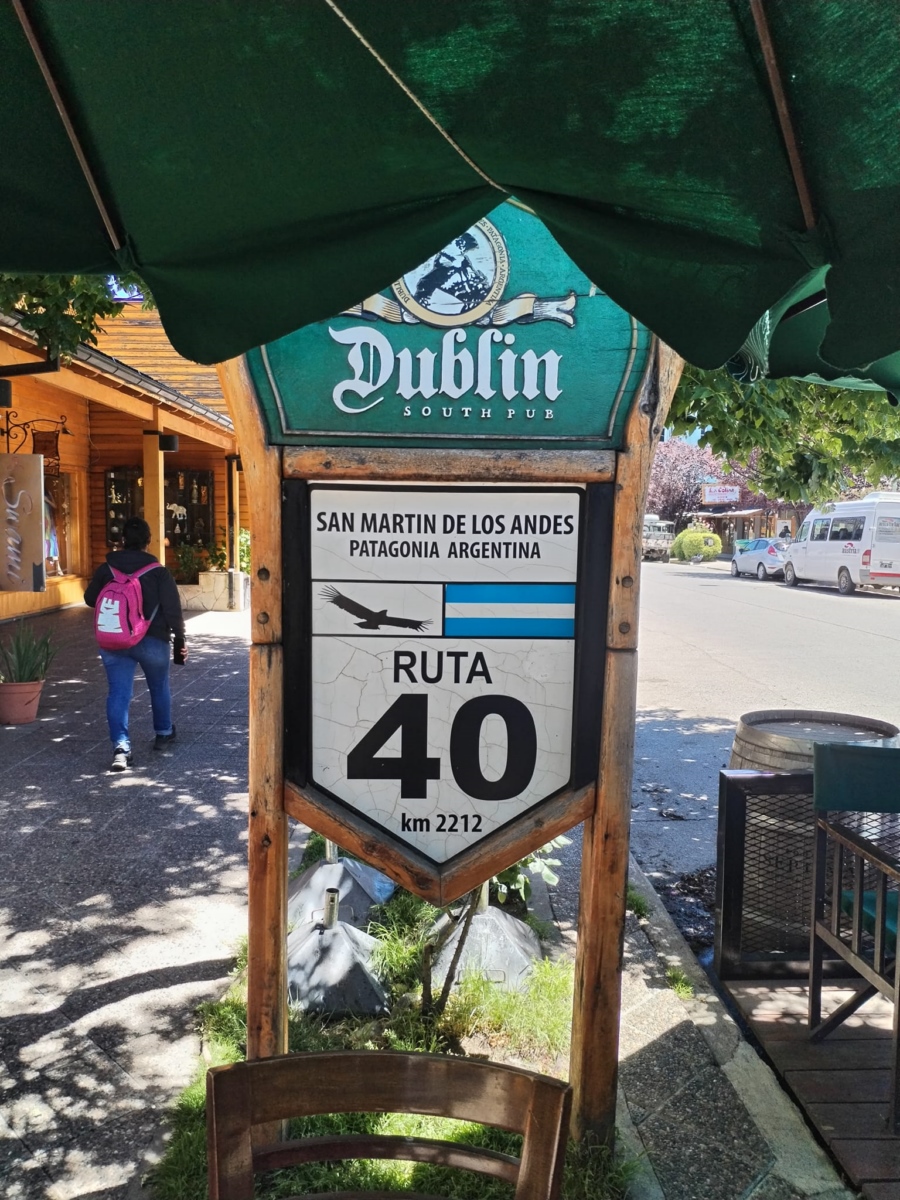 Dublin
SOUTH PUB
SAN MARTIN DE LOS ANDES
PATAGONIA ARGENTINA
RUTA
40
km 2212